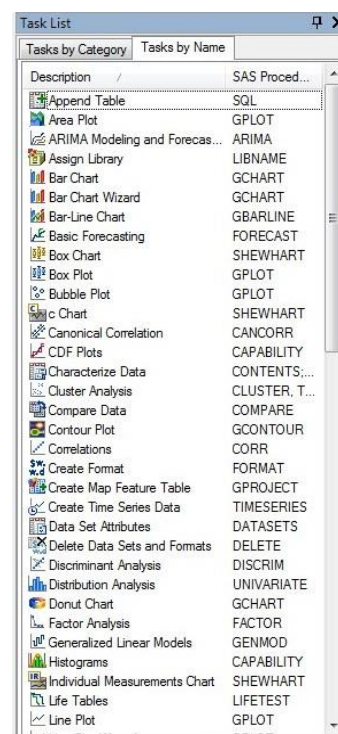 Task List
Tasks by Category Tasks by Name
Description / SAS Proced...
Append Table SQL
Area Plot GPLOT
ARIMA Modeling and Forecas... ARIMA
Assign Library LIBNAME
Bar Chart GCHART
Bar Chart Wizard GCHART
Bar-Line Chart GBARLINE
Basic Forecasting FORECAST
Box Chart SHEWHART
Box Plot GPLOT
Bubble Plot GPLOT
c Chart SHEWHART
Canonical Correlation CANCORR
CDF Plots CAPABILITY
Characterize Data CONTENTS;...
Cluster Analysis CLUSTER, T...
Compare Data COMPARE
Contour Plot GCONTOUR
Correlations CORR
Create Format FORMAT
Create Map Feature Table GPROJECT
Create Time Series Data TIMESERIES
Data Set Attributes DATASETS
Delete Data Sets and Formats DELETE
Discriminant Analysis DISCRIM
Distribution Analysis UNIVARIATE
Donut Chart GCHART
Factor Analysis FACTOR
Generalized Linear Models GENMOD
Histograms CAPABILITY
Individual Measurements Chart SHEWHART
Life Tables LIFETEST
Line Plot GPLOT